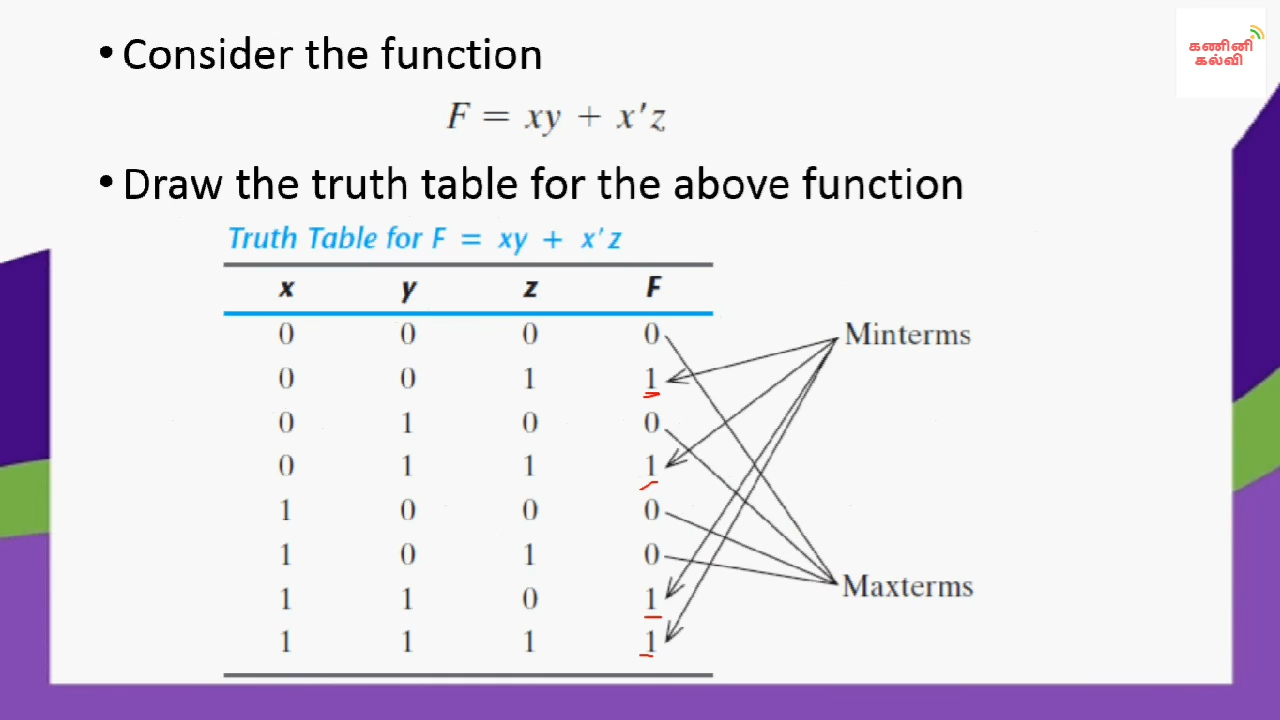 • Consider the function
கணினி
கல்வி
F = xy + x'z
• Draw the truth table for the above function
Truth Table for F = xy + x'z
x y z F
0 0 0 0 Minterms
0 0 1 1
0 1 0 0
0 1 1 1
1 0 0 0
1 0 1 0
1 1 0 1 Maxterms
1 1 1 1